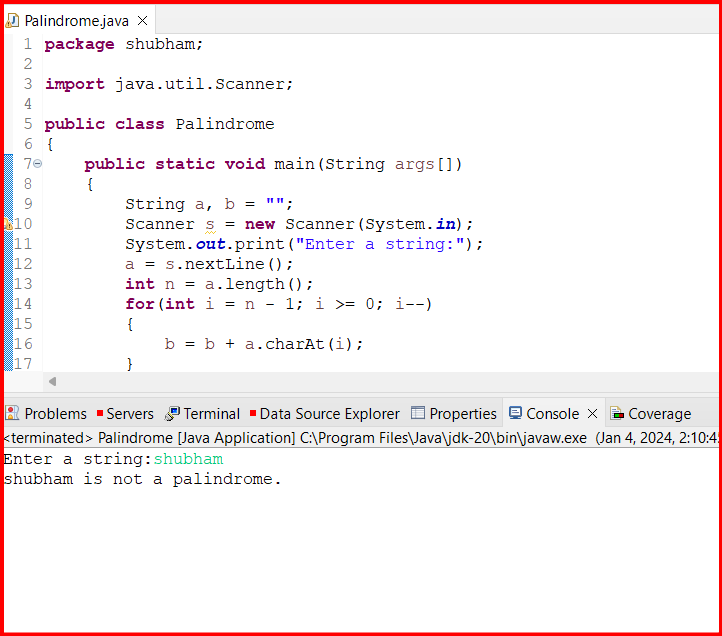 Palindrome.java
1 package shubham;
2
3 import java.util.Scanner;
4
5 public class Palindrome
6 {
7 public static void main(String args[])
8 {
9 String a, b = "";
10 Scanner s = new Scanner(System.in);
11 System.out.print("Enter a string:");
12 a = s.nextLine();
13 int n = a.length();
14 for(int i = n - 1; i >= 0; i--)
15 {
16 b = b + a.charAt(i);
17 }
Problems Servers Terminal Data Source Explorer Properties Console Coverage
<terminated> Palindrome [Java Application] C:\Program Files\Java\jdk-20\bin\javaw.exe (Jan 4, 2024, 2:10:45
Enter a string:shubham
shubham is not a palindrome.